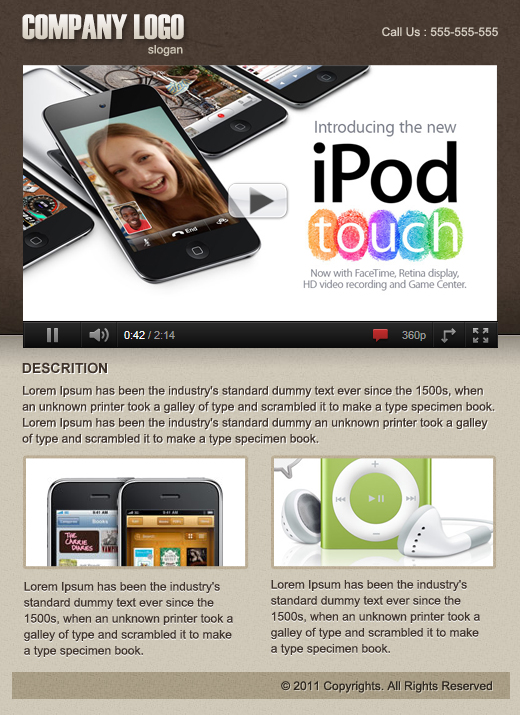 COMPANY LOGO
slogan
Call Us : 555-555-555
Introducing the new
iPod
touch
Now with FaceTime, Retina display,
HD video recording and Game Center.
End
0:42 / 2:14
360p
DESCRITION
Lorem Ipsum has been the industry's standard dummy text ever since the 1500s, when
an unknown printer took a galley of type and scrambled it to make a type specimen book.
Lorem Ipsum has been the industry's standard dummy an unknown printer took a galley
of type and scrambled it to make a type specimen book.
Books
THE
CARRIE
DIARIES
VAMPIRE
Lorem Ipsum has been the industry's
standard dummy text ever since the
1500s, when an unknown printer took a
galley of type and scrambled it to make
a type specimen book.
Lorem Ipsum has been the industry's
standard dummy text ever since the
1500s, when an unknown printer took a
galley of type and scrambled it to make
a type specimen book.
© 2011 Copyrights. All Rights Reserved